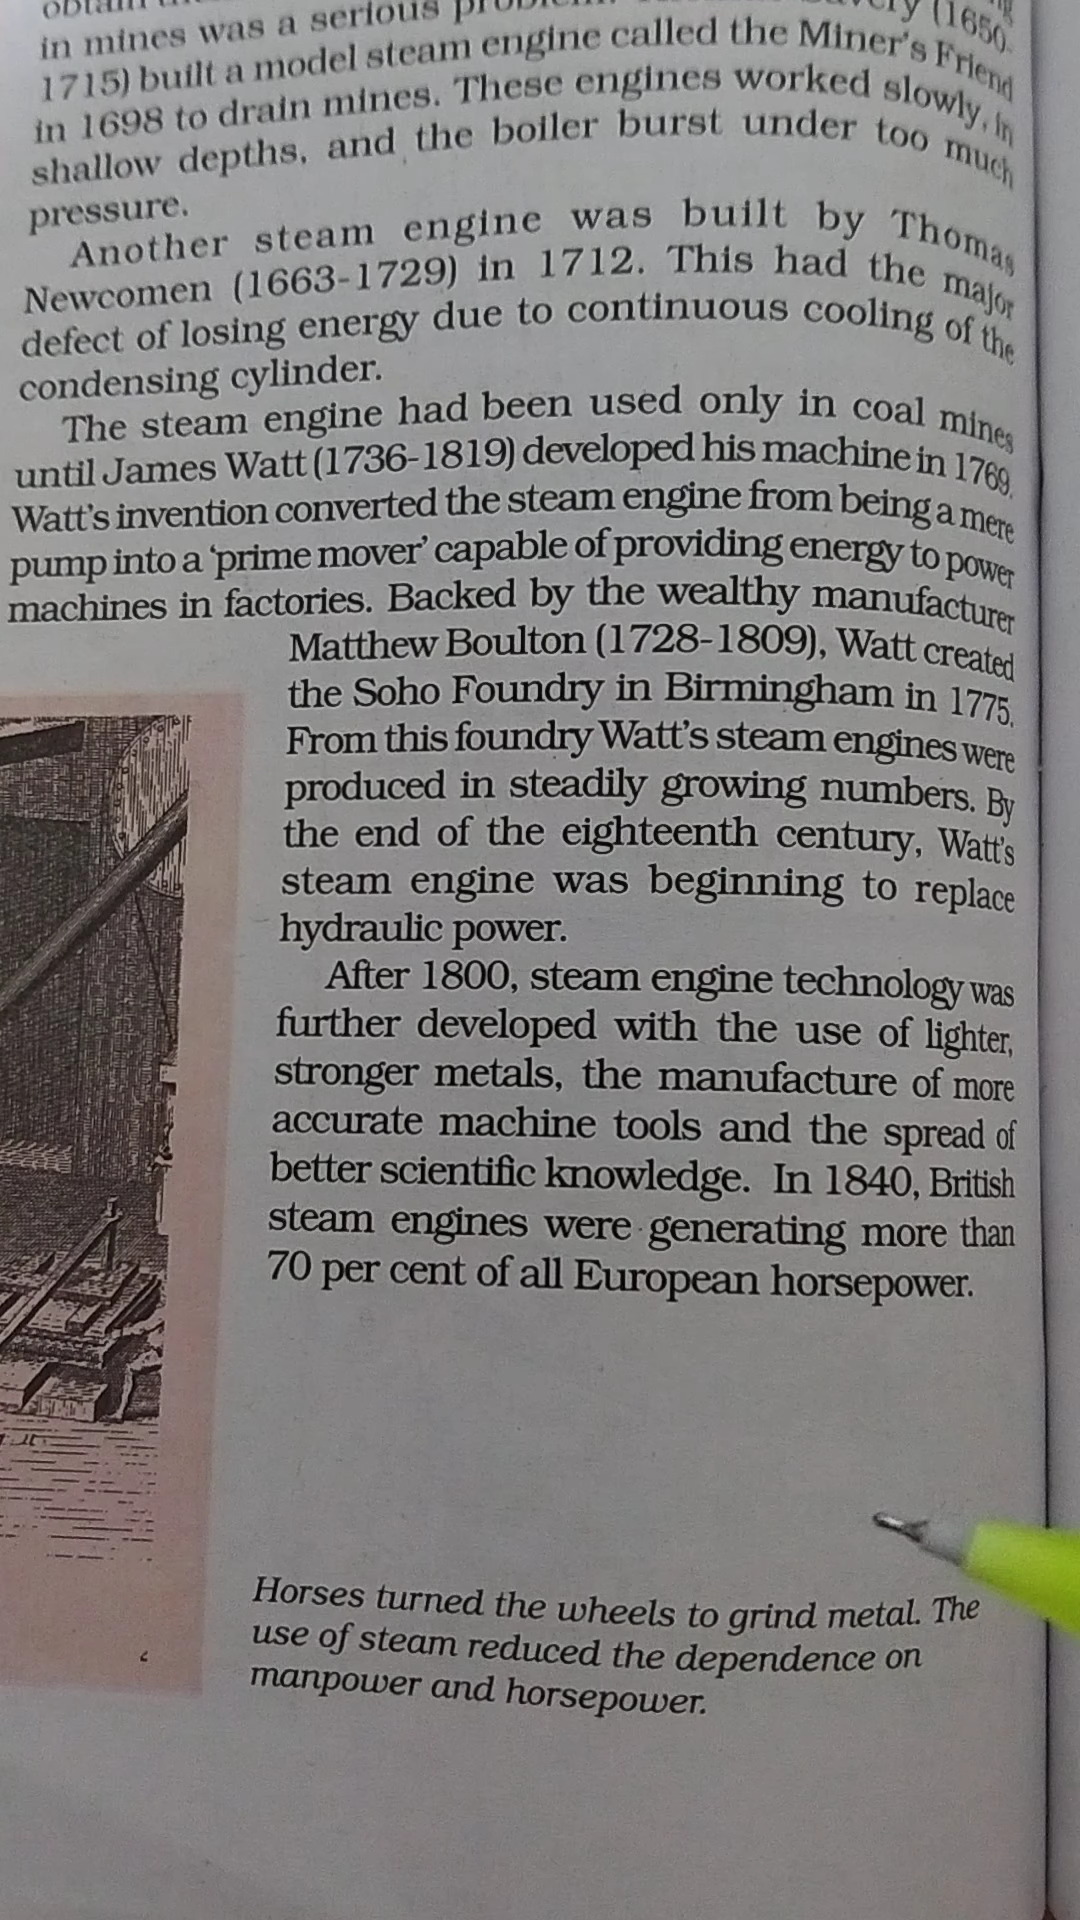 in mines was a serious problem.
1715) built a model steam engine called the Miner's Friend
in 1698 to drain mines. These engines worked slowly, in
shallow depths, and the boiler burst under too much
pressure.
Another steam engine was built by Thomas
Newcomen (1663-1729) in 1712. This had the major
defect of losing energy due to continuous cooling of the
condensing cylinder.
The steam engine had been used only in coal mines
until James Watt (1736-1819) developed his machine in 1769.
Watt's invention converted the steam engine from being a mere
pump into a 'prime mover' capable of providing energy to power
machines in factories. Backed by the wealthy manufacturer
Matthew Boulton (1728-1809), Watt created
the Soho Foundry in Birmingham in 1775.
From this foundry Watt's steam engines were
produced in steadily growing numbers. By
the end of the eighteenth century, Watt's
steam engine was beginning to replace
hydraulic power.
After 1800, steam engine technology was
further developed with the use of lighter,
stronger metals, the manufacture of more
accurate machine tools and the spread of
better scientific knowledge. In 1840, British
steam engines were generating more than
70 per cent of all European horsepower.
Horses turned the wheels to grind metal. The
use of steam reduced the dependence on
manpower and horsepower.